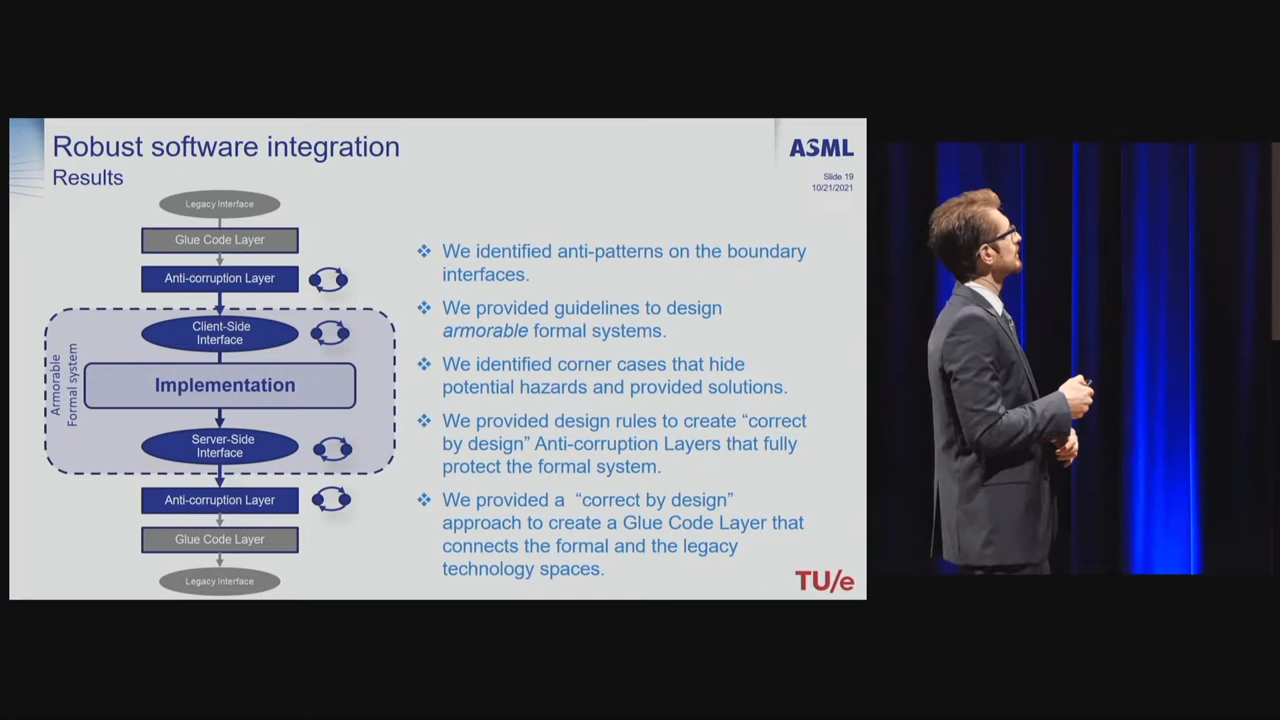 Robust software integration
Results
ASML
Slide 19
10/21/2021
Legacy Interface
Glue Code Layer
Anti-corruption Layer
Client-Side
Interface
Armorable
Formal system
Implementation
Server-Side
Interface
Anti-corruption Layer
Glue Code Layer
Legacy Interface
❖ We identified anti-patterns on the boundary
interfaces.
❖ We provided guidelines to design
armorable formal systems.
❖ We identified corner cases that hide
potential hazards and provided solutions.
❖ We provided design rules to create “correct
by design” Anti-corruption Layers that fully
protect the formal system.
❖ We provided a “correct by design”
approach to create a Glue Code Layer that
connects the formal and the legacy
technology spaces.
TU/e